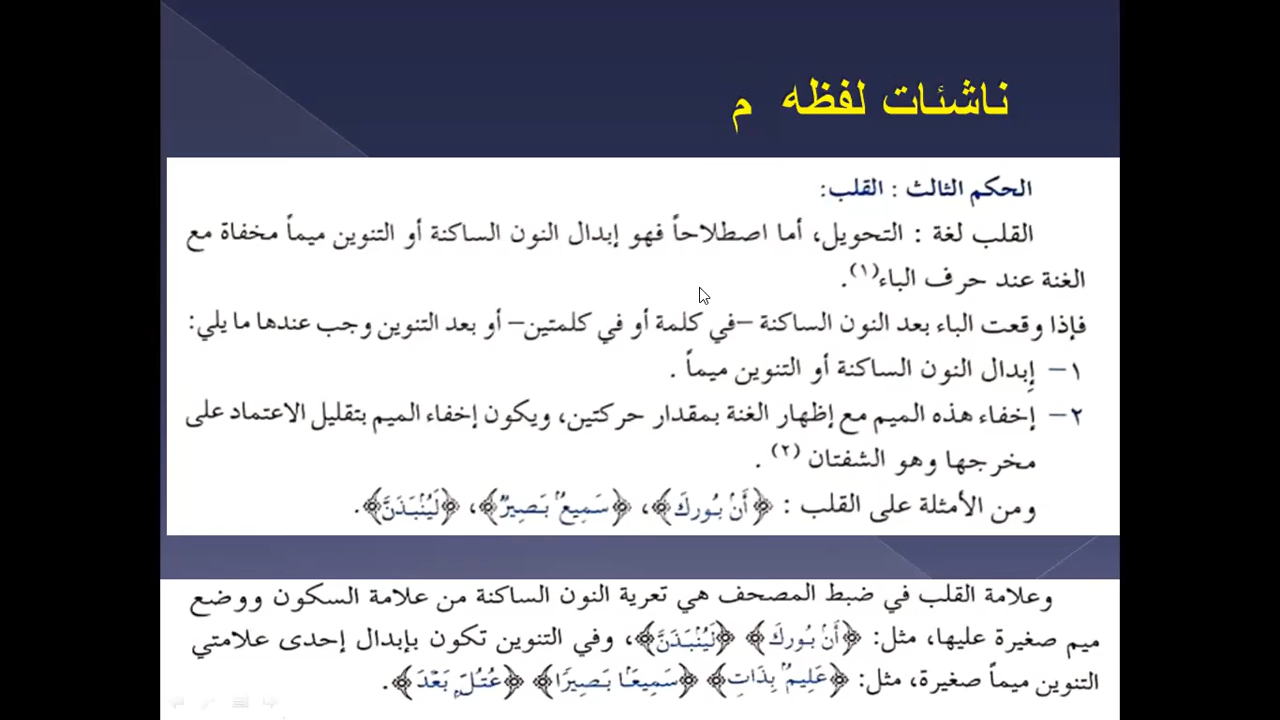 ناشئات لفظه م
الحكم الثالث : القلب:
القلب لغة : التحويل، أما اصطلاحاً فهو إبدال النون الساكنة أو التنوين ميماً مخفاة مع
الغنة عند حرف الباء(١).
فإذا وقعت الباء بعد النون الساكنة –في كلمة أو في كلمتين– أو بعد التنوين وجب عندها ما يلي:
١– إبدال النون الساكنة أو التنوين ميماً .
٢– إخفاء هذه الميم مع إظهار الغنة بمقدار حركتين، ويكون إخفاء الميم بتقليل الاعتماد على
مخرجها وهو الشفتان (٢) .
ومن الأمثلة على القلب : ﴿أَنۢ بُورِكَ﴾، ﴿سَمِيعُۢ بَصِيرٌ﴾، ﴿لَيُنۢبَذَنَّ﴾.
وعلامة القلب في ضبط المصحف هي تعرية النون الساكنة من علامة السكون ووضع
ميم صغيرة عليها، مثل: ﴿أَنۢ بُورِكَ﴾ ﴿لَيُنۢبَذَنَّ﴾، وفي التنوين تكون بإبدال إحدى علامتي
التنوين ميماً صغيرة، مثل: ﴿عَلِيمُۢ بِذَاتِ﴾ ﴿سَمِيعَۢا بَصِيرًا﴾ ﴿عُتُلِّۭ بَعْدَ﴾.